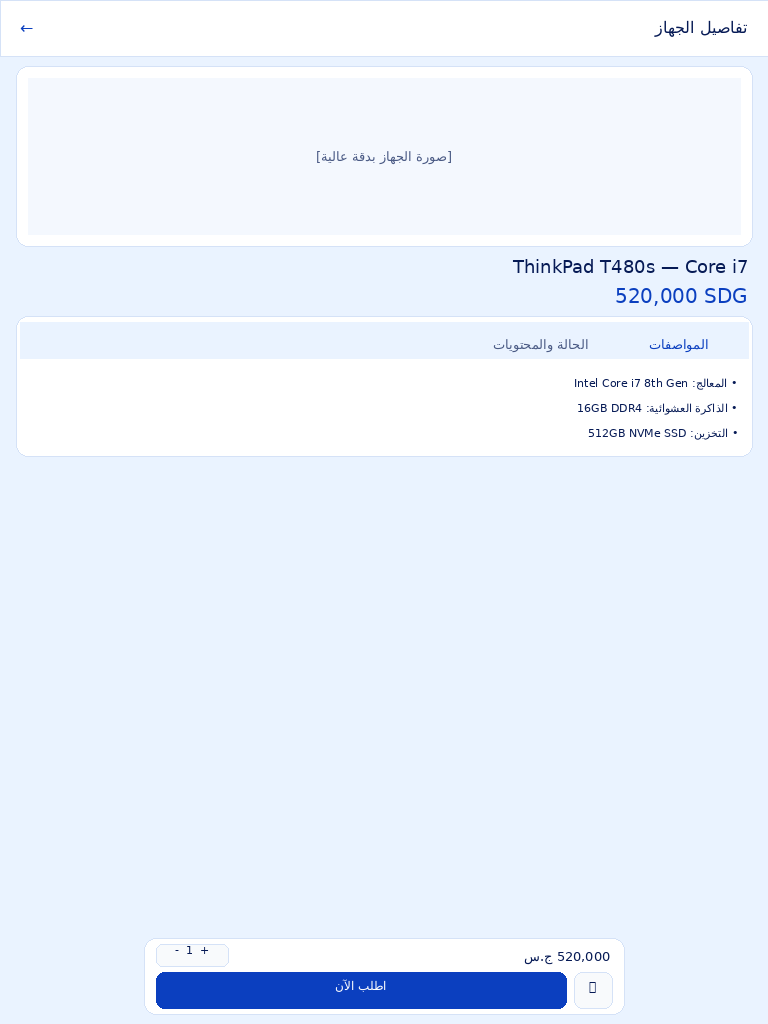 تفاصيل الجهاز ←
[صورة الجهاز بدقة عالية]
ThinkPad T480s — Core i7
520,000 SDG
المواصفات الحالة والمحتويات
• المعالج: Intel Core i7 8th Gen
• الذاكرة العشوائية: 16GB DDR4
• التخزين: 512GB NVMe SSD
520,000 ج.س
- 1 +
اطلب الآن